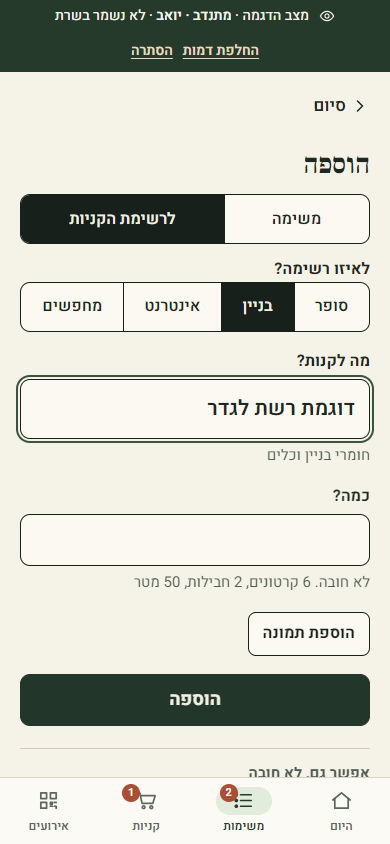 מצב הדגמה · מתנדב · יואב · לא נשמר בשרת
החלפת דמות הסתרה
סיום
הוספה
משימה לרשימת הקניות
לאיזו רשימה?
סופר בניין אינטרנט מחפשים
מה לקנות?
דוגמת רשת לגדר
חומרי בניין וכלים
כמה?
לא חובה. 6 קרטונים, 2 חבילות, 50 מטר
הוספת תמונה
הוספה
אפשר גם, לא חובה
2 1
היום משימות קניות אירועים